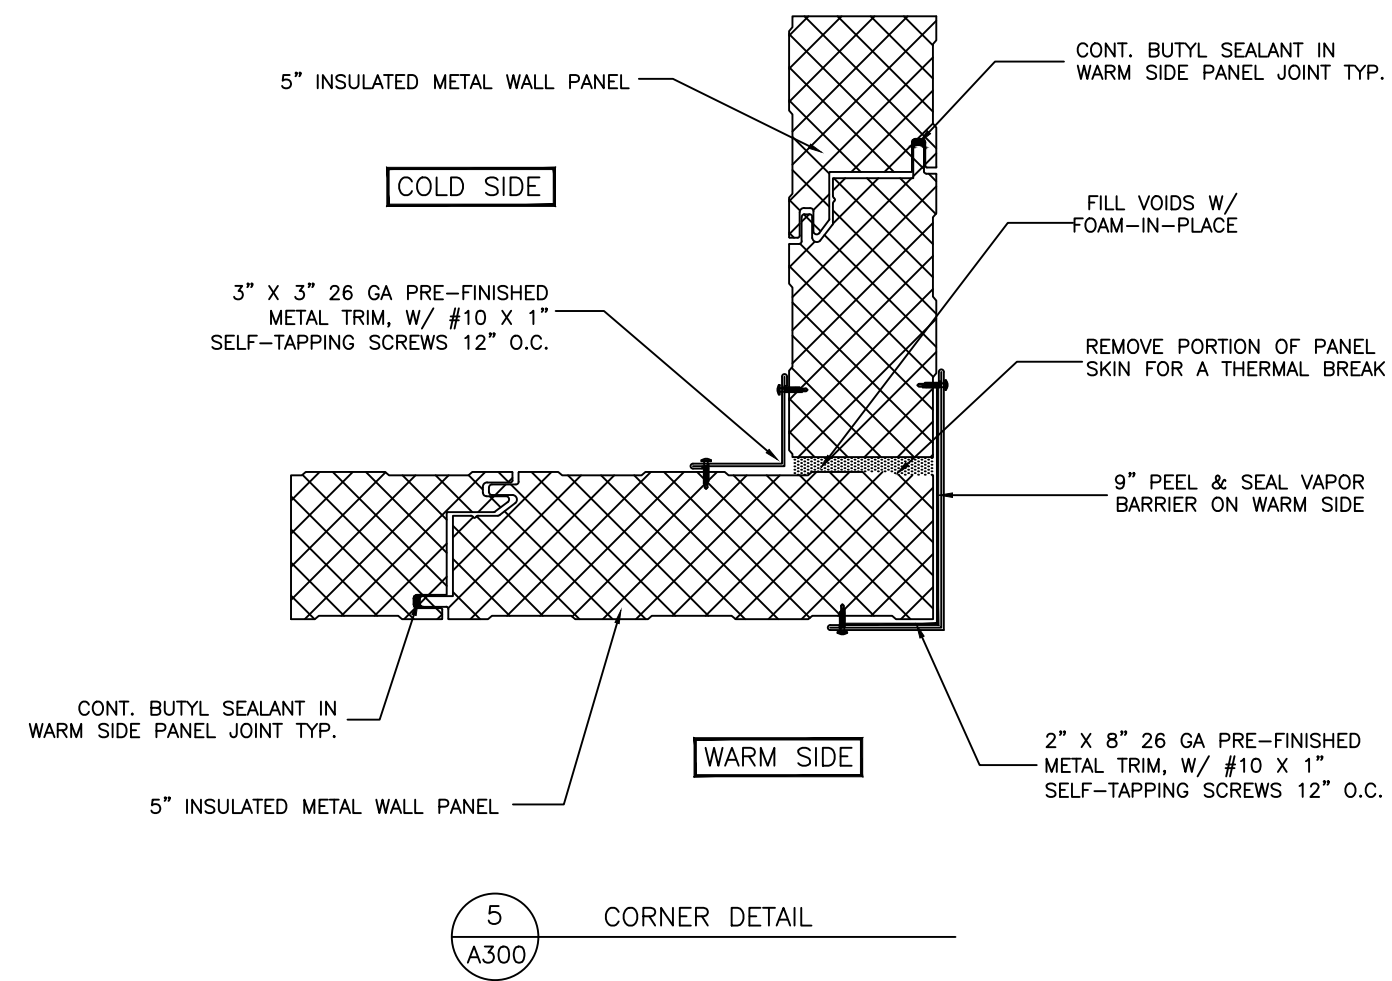 5” INSULATED METAL WALL PANEL
CONT. BUTYL SEALANT IN
WARM SIDE PANEL JOINT TYP.
COLD SIDE
FILL VOIDS W/
FOAM-IN-PLACE
3” X 3” 26 GA PRE-FINISHED
METAL TRIM, W/ #10 X 1”
SELF-TAPPING SCREWS 12” O.C.
REMOVE PORTION OF PANEL
SKIN FOR A THERMAL BREAK
9” PEEL & SEAL VAPOR
BARRIER ON WARM SIDE
CONT. BUTYL SEALANT IN
WARM SIDE PANEL JOINT TYP.
WARM SIDE
2” X 8” 26 GA PRE-FINISHED
METAL TRIM, W/ #10 X 1”
SELF-TAPPING SCREWS 12” O.C.
5” INSULATED METAL WALL PANEL
5
CORNER DETAIL
A300